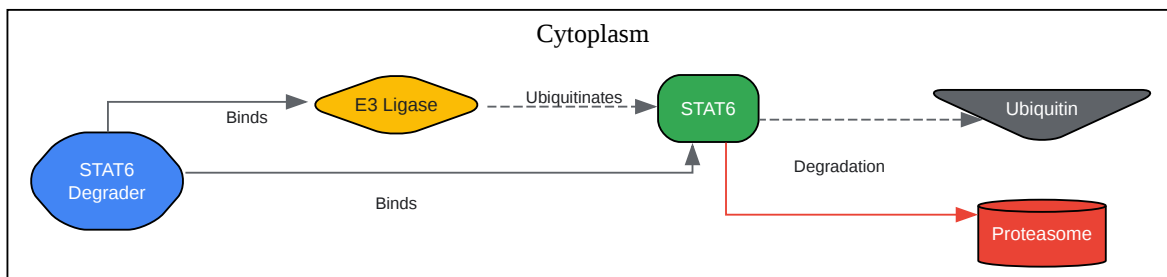 Cytoplasm
E3 Ligase
Ubiquitinates
STAT6
Ubiquitin
Binds
STAT6
Degrader
Degradation
Binds
Proteasome